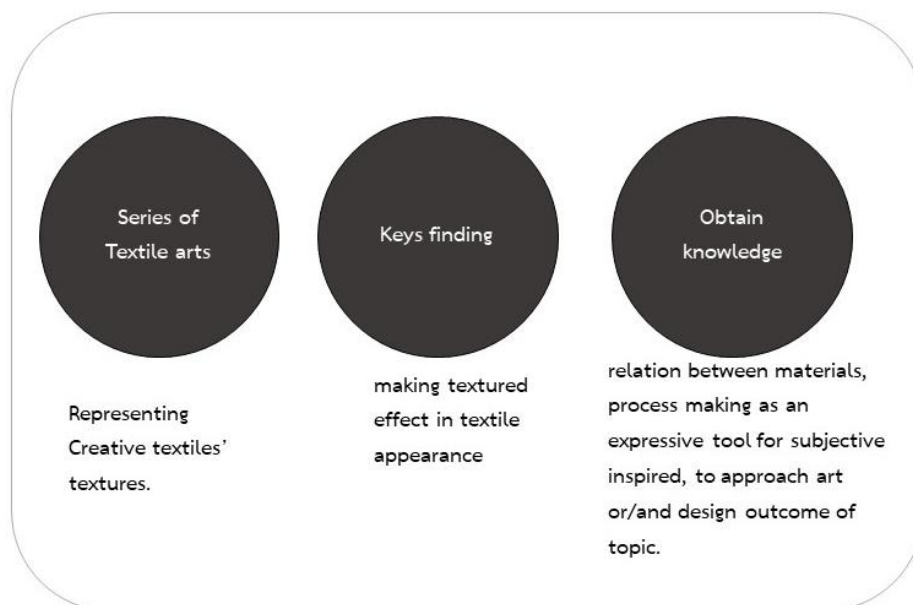 Series of
Textile arts
Representing
Creative textiles’
textures.
Keys finding
making textured
effect in textile
appearance
Obtain
knowledge
relation between materials,
process making as an
expressive tool for subjective
inspired, to approach art
or/and design outcome of
topic.